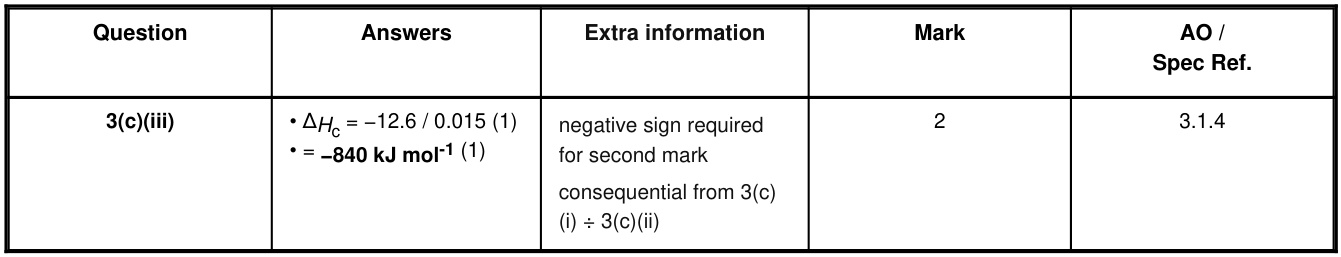 Question Answers Extra information Mark AO /
Spec Ref.
3(c)(iii)
• ΔHc = −12.6 / 0.015 (1)
• = −840 kJ mol-1 (1)
negative sign required
for second mark
consequential from 3(c)
(i) ÷ 3(c)(ii)
2
3.1.4